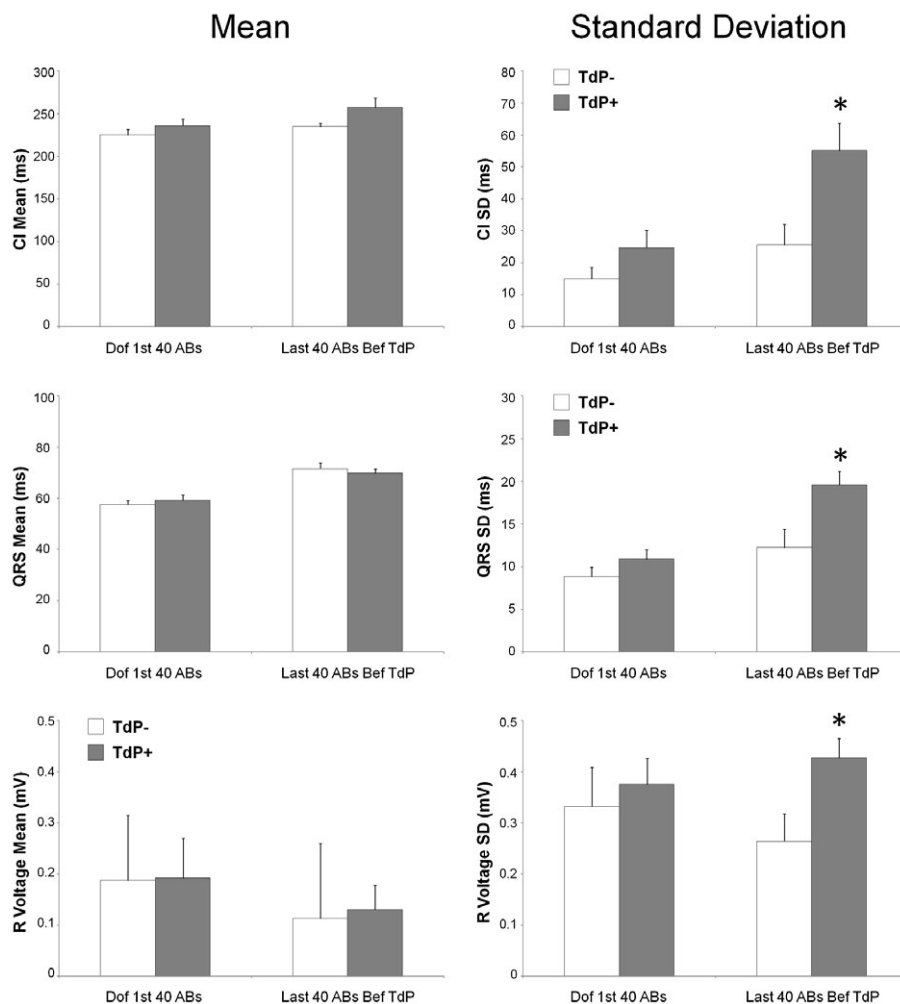 Mean
Standard Deviation
CI Mean (ms)
300
250
200
150
100
50
0
Dof 1st 40 ABs
Last 40 ABs Bef TdP
CI SD (ms)
80
70
60
50
40
30
20
10
0
TdP-
TdP+
*
Dof 1st 40 ABs
Last 40 ABs Bef TdP
QRS Mean (ms)
100
80
60
40
20
0
Dof 1st 40 ABs
Last 40 ABs Bef TdP
QRS SD (ms)
30
25
20
15
10
5
0
TdP-
TdP+
*
Dof 1st 40 ABs
Last 40 ABs Bef TdP
R Voltage Mean (mV)
0.5
0.4
0.3
0.2
0.1
0
TdP-
TdP+
Dof 1st 40 ABs
Last 40 ABs Bef TdP
R Voltage SD (mV)
0.5
0.4
0.3
0.2
0.1
0
*
Dof 1st 40 ABs
Last 40 ABs Bef TdP